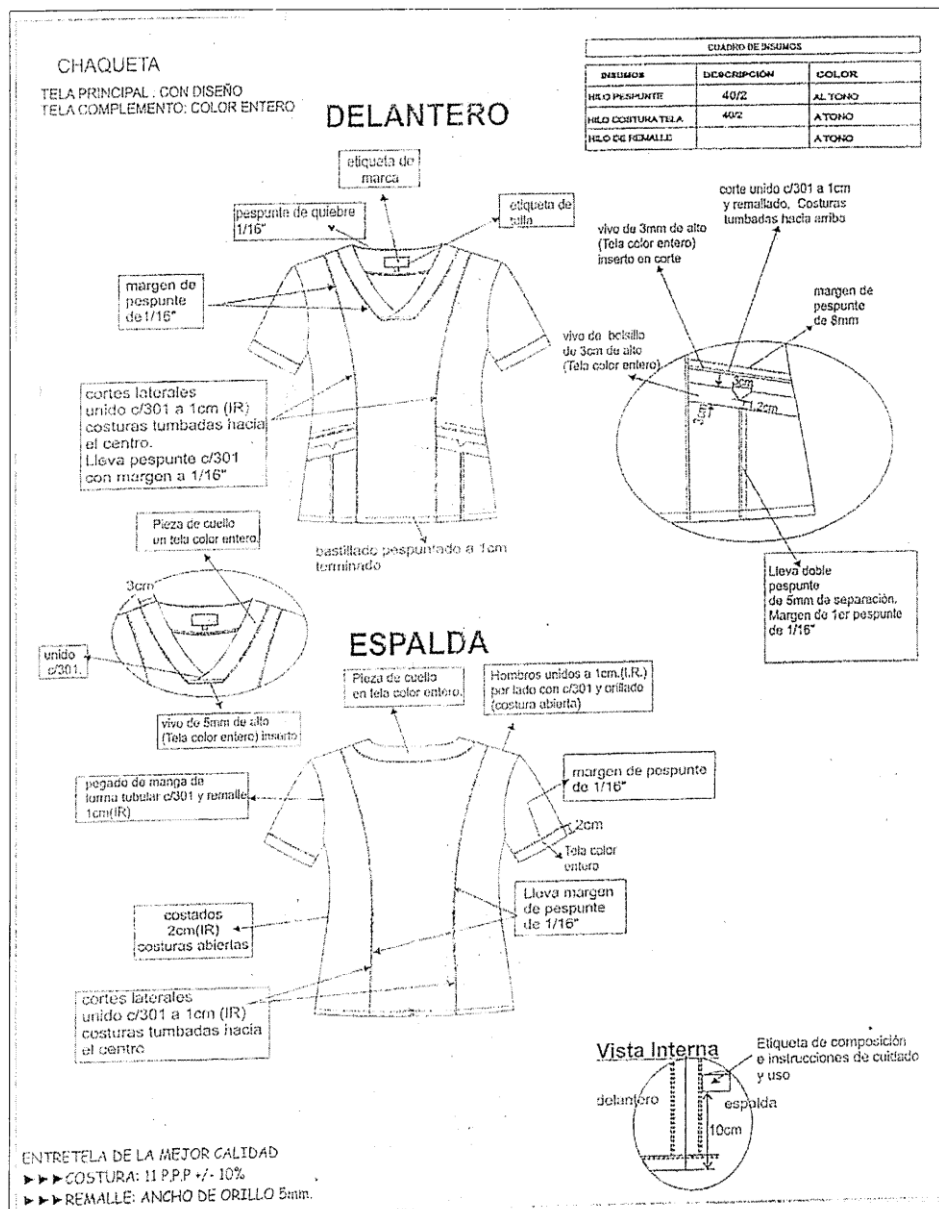 CHAQUETA
TELA PRINCIPAL . CON DISEÑO
TELA COMPLEMENTO: COLOR ENTERO
DELANTERO
CUADRO DE INSUMOS
INSUMOS DESCRIPCIÓN COLOR
HILO PESPUNTE 40/2 AL TONO
HILO COSTURA TELA 40/2 A TONO
HILO DE REMALLE A TONO
etiqueta de
marca
pespunte de quiebre
1/16"
etiqueta de
talla
margen de
pespunte
de 1/16"
cortes laterales
unido c/301 a 1cm (IR)
costuras tumbadas hacia
el centro.
Lleva pespunte c/301
con margen a 1/16"
bastillado pespuntado a 1cm
terminado
corte unido c/301 a 1cm
y remallado. Costuras
tumbadas hacia arriba
vivo de 3mm de alto
(Tela color entero)
inserto en corte
margen de
pespunte
de 8mm
vivo de bolsillo
de 3cm de alto
(Tela color entero)
3cm
1.2cm
Lleva doble
pespunte
de 5mm de separación.
Margen de 1er pespunte
de 1/16"
Pieza de cuello
en tela color entero.
3cm
unido
c/301.
vivo de 5mm de alto
(Tela color entero) inserto
ESPALDA
Pieza de cuello
en tela color entero.
Hombros unidos a 1cm.(I.R.)
por lado con c/301 y orillado
(costura abierta)
pegado de manga de
forma tubular c/301 y remalle
1cm(IR)
margen de pespunte
de 1/16"
2cm
Tela color
entero
costados
2cm(IR)
costuras abiertas
Lleva margen
de pespunte
de 1/16"
cortes laterales
unido c/301 a 1cm (IR)
costuras tumbadas hacia
el centro
Vista Interna
Etiqueta de composición
e instrucciones de cuidado
y uso
delantero
espalda
10cm
ENTRETELA DE LA MEJOR CALIDAD
►►►COSTURA: 11 P.P.P +/- 10%
►►►REMALLE: ANCHO DE ORILLO 5mm.